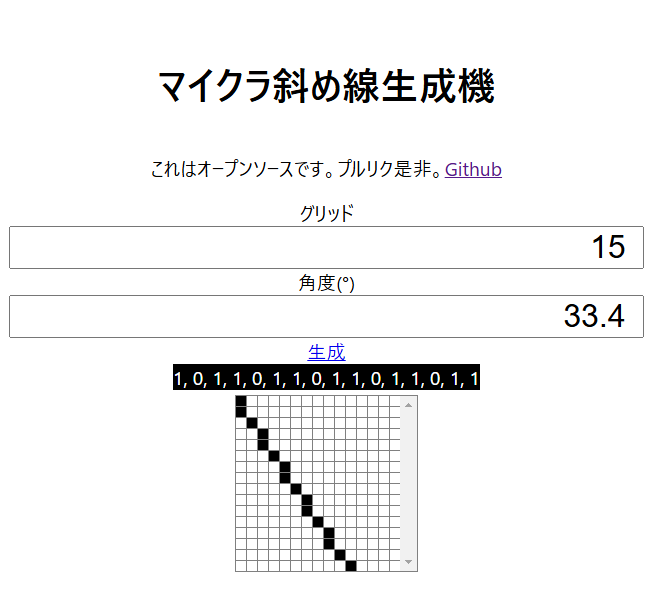 マイクラ斜め線生成機
これはオープンソースです。プルリク是非。Github
グリッド
15
角度(°)
33.4
生成
1, 0, 1, 1, 0, 1, 1, 0, 1, 1, 0, 1, 1, 0, 1, 1